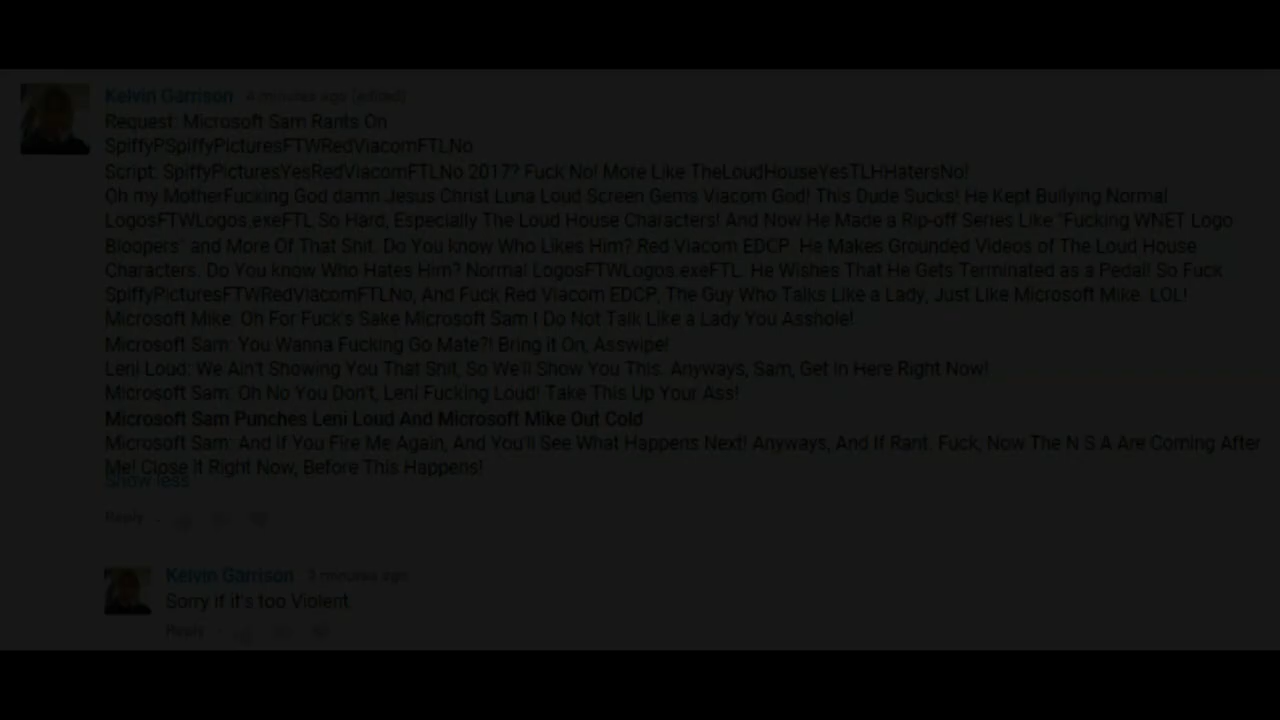 Kelvin Garrison 4 minutes ago (edited)
Request: Microsoft Sam Rants On
SpiffyPSpiffyPicturesFTWRedViacomFTLNo
Script: SpiffyPicturesYesRedViacomFTLNo 2017? Fuck No! More Like TheLoudHouseYesTLHHatersNo!
Oh my MotherFucking God damn Jesus Christ Luna Loud Screen Gems Viacom God! This Dude Sucks! He Kept Bullying Normal
LogosFTWLogos.exeFTL So Hard, Especially The Loud House Characters! And Now He Made a Rip-off Series Like "Fucking WNET Logo
Bloopers" and More Of That Shit. Do You know Who Likes Him? Red Viacom EDCP. He Makes Grounded Videos of The Loud House
Characters. Do You know Who Hates Him? Normal LogosFTWLogos.exeFTL. He Wishes That He Gets Terminated as a Pedal! So Fuck
SpiffyPicturesFTWRedViacomFTLNo, And Fuck Red Viacom EDCP, The Guy Who Talks Like a Lady, Just Like Microsoft Mike. LOL!
Microsoft Mike: Oh For Fuck's Sake Microsoft Sam I Do Not Talk Like a Lady You Asshole!
Microsoft Sam: You Wanna Fucking Go Mate?! Bring it On, Asswipe!
Leni Loud: We Ain't Showing You That Shit, So We'll Show You This. Anyways, Sam, Get In Here Right Now!
Microsoft Sam: Oh No You Don't, Leni Fucking Loud! Take This Up Your Ass!
Microsoft Sam Punches Leni Loud And Microsoft Mike Out Cold
Microsoft Sam: And If You Fire Me Again, And You'll See What Happens Next! Anyways, And If Rant. Fuck, Now The N S A Are Coming After
Me! Close it Right Now, Before This Happens!
Show less
Reply
Kelvin Garrison 3 minutes ago
Sorry if it's too Violent
Reply